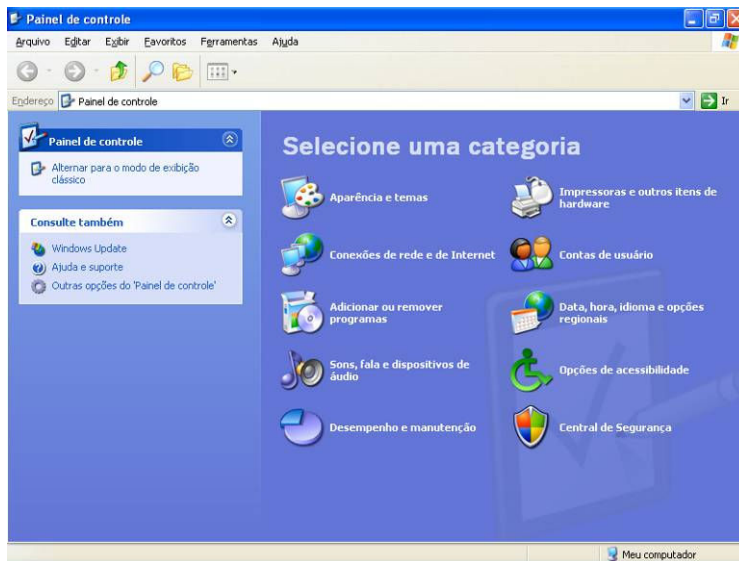 Painel de controle
Arquivo Editar Exibir Favoritos Ferramentas Ajuda
Endereço Painel de controle Ir
Painel de controle
Alternar para o modo de exibição
clássico
Consulte também
Windows Update
Ajuda e suporte
Outras opções do 'Painel de controle'
Selecione uma categoria
Aparência e temas
Impressoras e outros itens de
hardware
Conexões de rede e de Internet
Contas de usuário
Adicionar ou remover
programas
Data, hora, idioma e opções
regionais
Sons, fala e dispositivos de
áudio
Opções de acessibilidade
Desempenho e manutenção
Central de Segurança
Meu computador